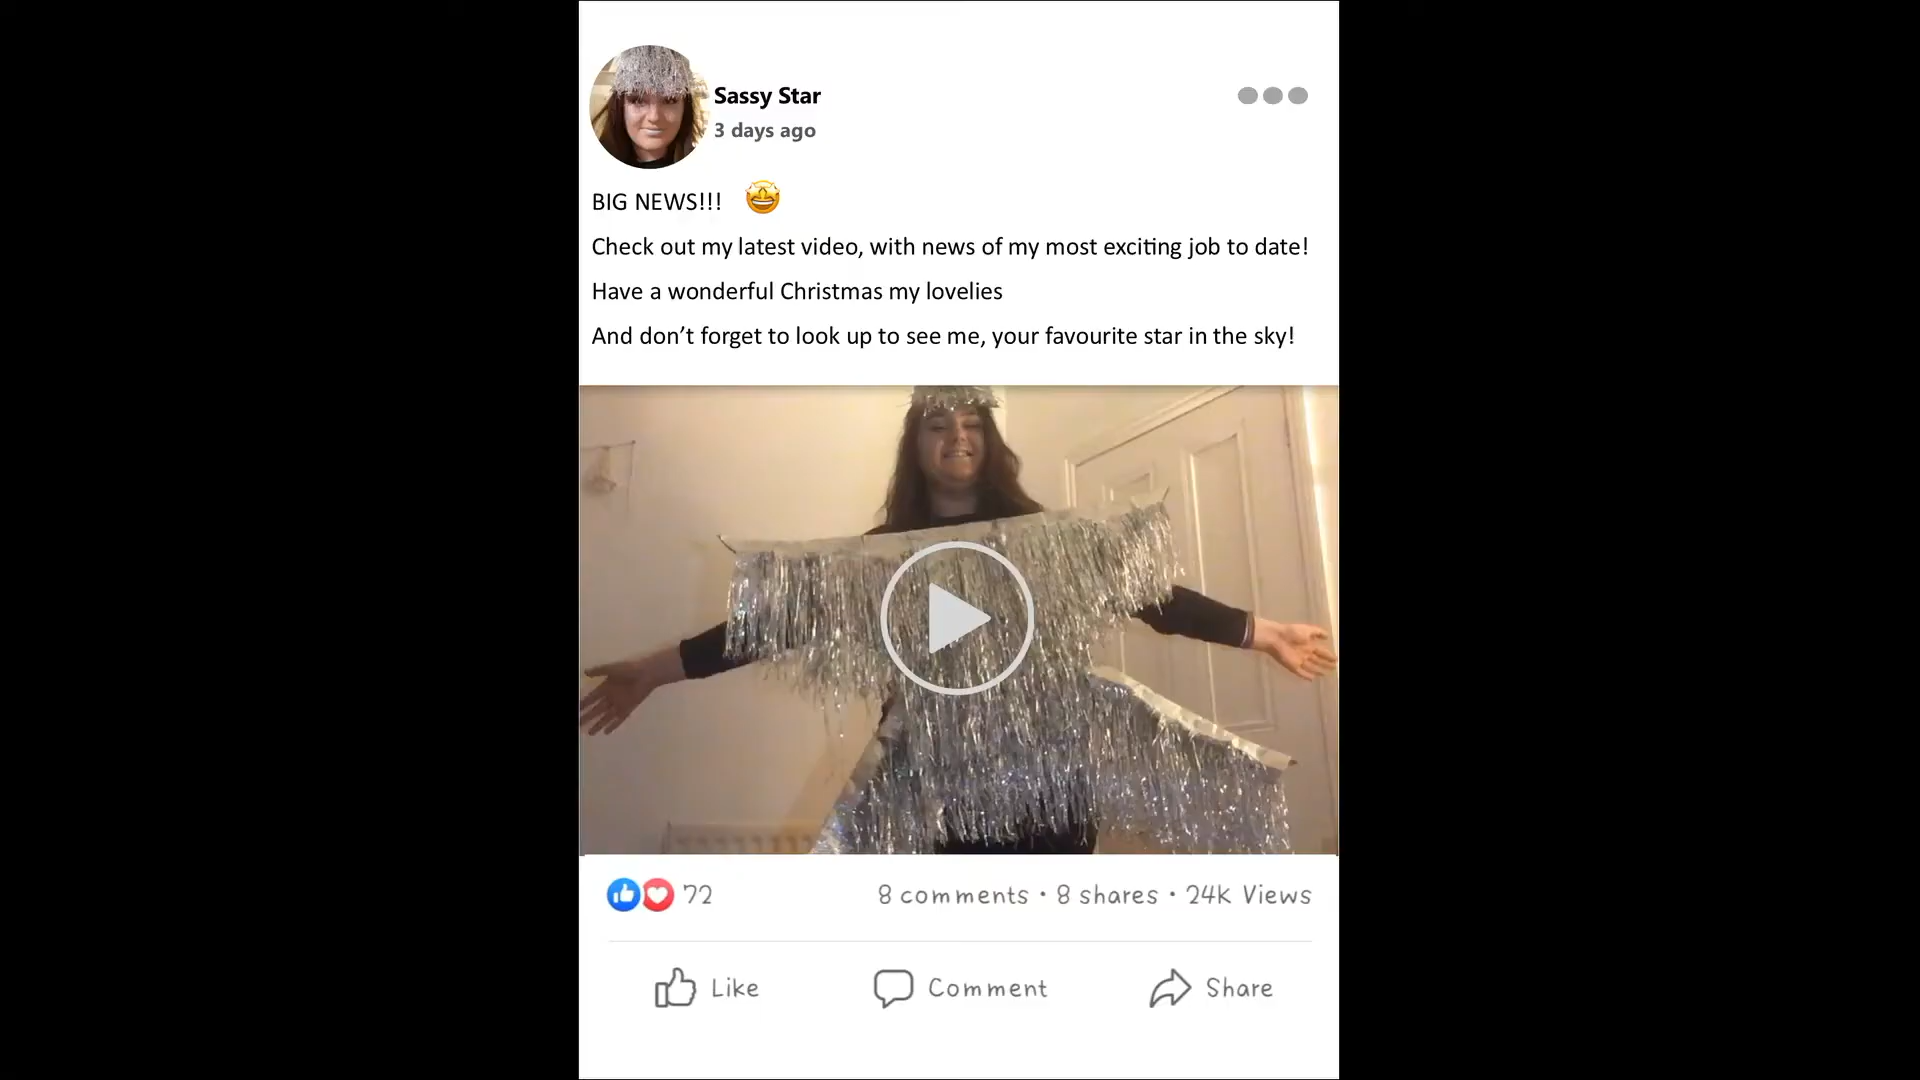 Sassy Star
3 days ago
BIG NEWS!!!
Check out my latest video, with news of my most exciting job to date!
Have a wonderful Christmas my lovelies
And don’t forget to look up to see me, your favourite star in the sky!
72
8 comments • 8 shares • 24K Views
Like
Comment
Share